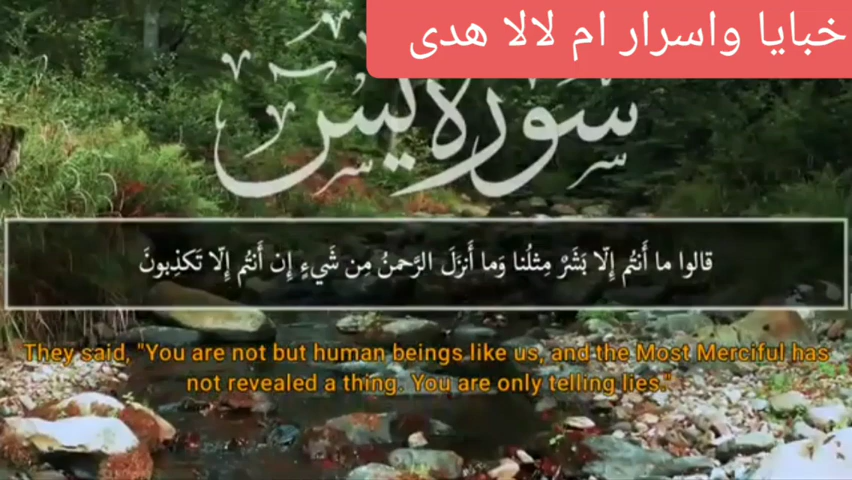 خبايا واسرار ام لالا هدى
سُورَةُ يسٓ
قالوا ما أَنتُم إِلّا بَشَرٌ مِثلُنا وَما أَنزَلَ الرَّحمنُ مِن شَيءٍ إِن أَنتُم إِلّا تَكذِبونَ
They said, "You are not but human beings like us, and the Most Merciful has
not revealed a thing. You are only telling lies."